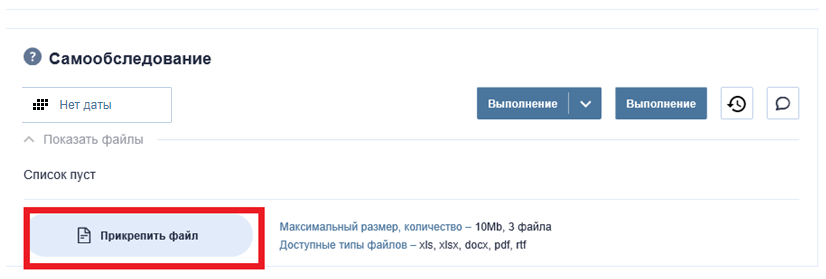 ? Самообследование
Нет даты
Выполнение
Выполнение
Показать файлы
Список пуст
Прикрепить файл
Максимальный размер, количество – 10Mb, 3 файла
Доступные типы файлов – xls, xlsx, docx, pdf, rtf